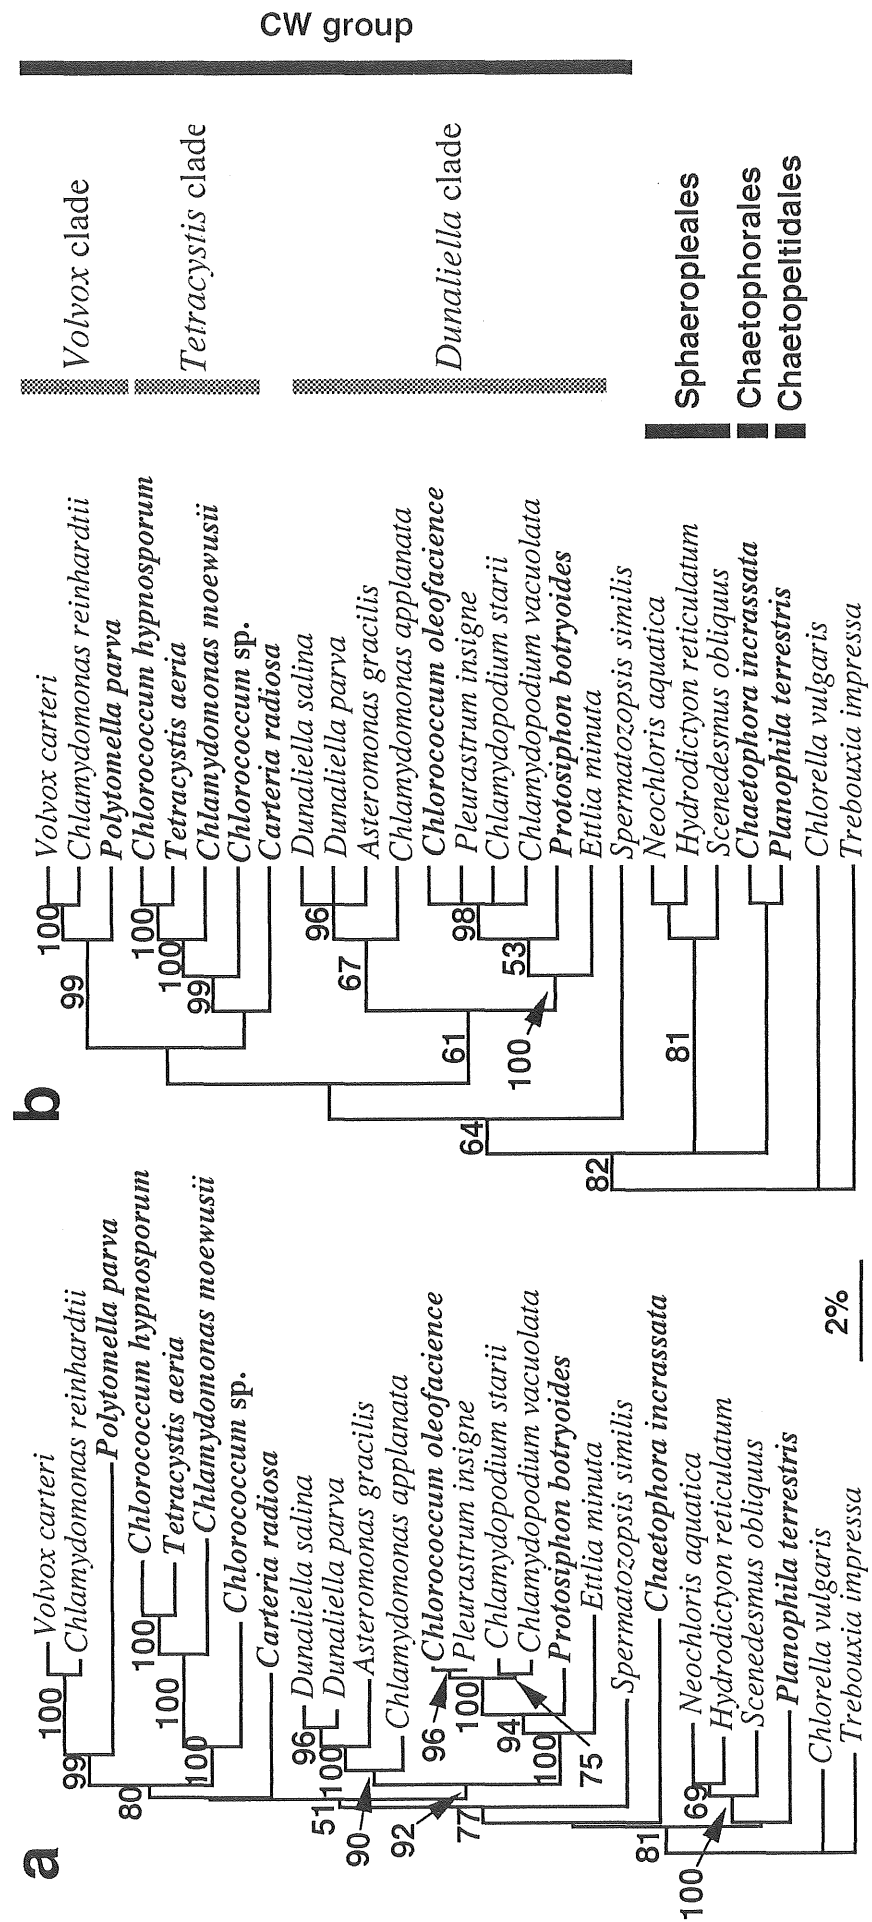 a
Volvox carteri
Chlamydomonas reinhardtii
Polytomella parva
Chlorococcum hypnosporum
Tetracystis aeria
Chlamydomonas moewusii
Chlorococcum sp.
Carteria radiosa
Dunaliella salina
Dunaliella parva
Asteromonas gracilis
Chlamydomonas applanata
Chlorococcum oleofacience
Pleurastrum insigne
Chlamydopodium starii
Chlamydopodium vacuolata
Protosiphon botryoides
Ettlia minuta
Spermatozopsis similis
Chaetophora incrassata
Neochloris aquatica
Hydrodictyon reticulatum
Scenedesmus obliquus
Planophila terrestris
Chlorella vulgaris
Trebouxia impressa
100
99
80
100
100
100
96
100
90
51
92
96
100
94
100
75
77
69
81
100
2%
b
Volvox carteri
Chlamydomonas reinhardtii
Polytomella parva
Chlorococcum hypnosporum
Tetracystis aeria
Chlamydomonas moewusii
Chlorococcum sp.
Carteria radiosa
Dunaliella salina
Dunaliella parva
Asteromonas gracilis
Chlamydomonas applanata
Chlorococcum oleofacience
Pleurastrum insigne
Chlamydopodium starii
Chlamydopodium vacuolata
Protosiphon botryoides
Ettlia minuta
Spermatozopsis similis
Neochloris aquatica
Hydrodictyon reticulatum
Scenedesmus obliquus
Chaetophora incrassata
Planophila terrestris
Chlorella vulgaris
Trebouxia impressa
100
99
100
100
99
96
67
98
53
61
100
64
81
82
Volvox clade
Tetracystis clade
Dunaliella clade
CW group
Sphaeropleales
Chaetophorales
Chaetopeltidales